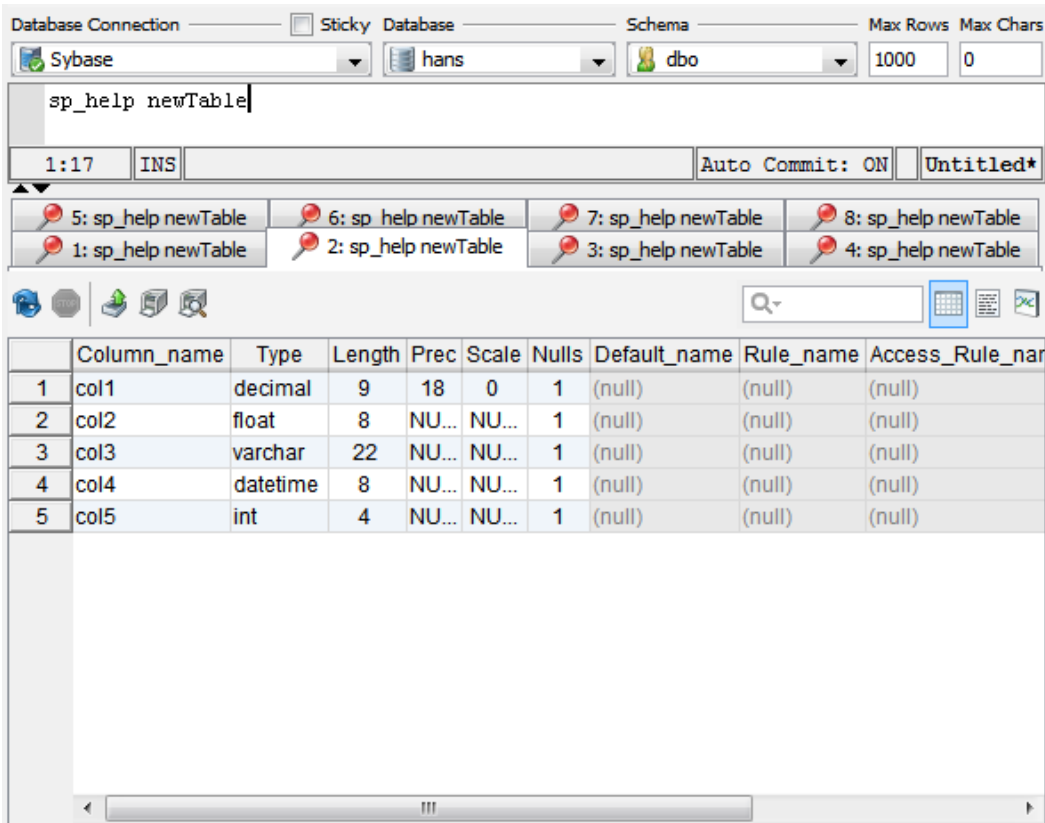 Database Connection Sticky Database Schema Max Rows Max Chars
Sybase hans dbo 1000 0
sp_help newTable
1:17 INS Auto Commit: ON Untitled*
5: sp_help newTable 6: sp_help newTable 7: sp_help newTable 8: sp_help newTable
1: sp_help newTable 2: sp_help newTable 3: sp_help newTable 4: sp_help newTable
STOP
Column_name Type Length Prec Scale Nulls Default_name Rule_name Access_Rule_nar
1 col1 decimal 9 18 0 1 (null) (null) (null)
2 col2 float 8 NU... NU... 1 (null) (null) (null)
3 col3 varchar 22 NU... NU... 1 (null) (null) (null)
4 col4 datetime 8 NU... NU... 1 (null) (null) (null)
5 col5 int 4 NU... NU... 1 (null) (null) (null)